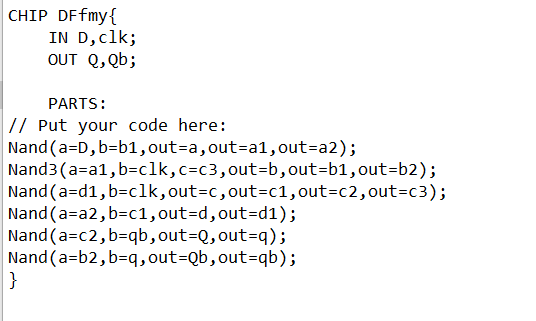 CHIP DFfmy{
    IN D,clk;
    OUT Q,Qb;

    PARTS:
// Put your code here:
Nand(a=D,b=b1,out=a,out=a1,out=a2);
Nand3(a=a1,b=clk,c=c3,out=b,out=b1,out=b2);
Nand(a=d1,b=clk,out=c,out=c1,out=c2,out=c3);
Nand(a=a2,b=c1,out=d,out=d1);
Nand(a=c2,b=qb,out=Q,out=q);
Nand(a=b2,b=q,out=Qb,out=qb);
}